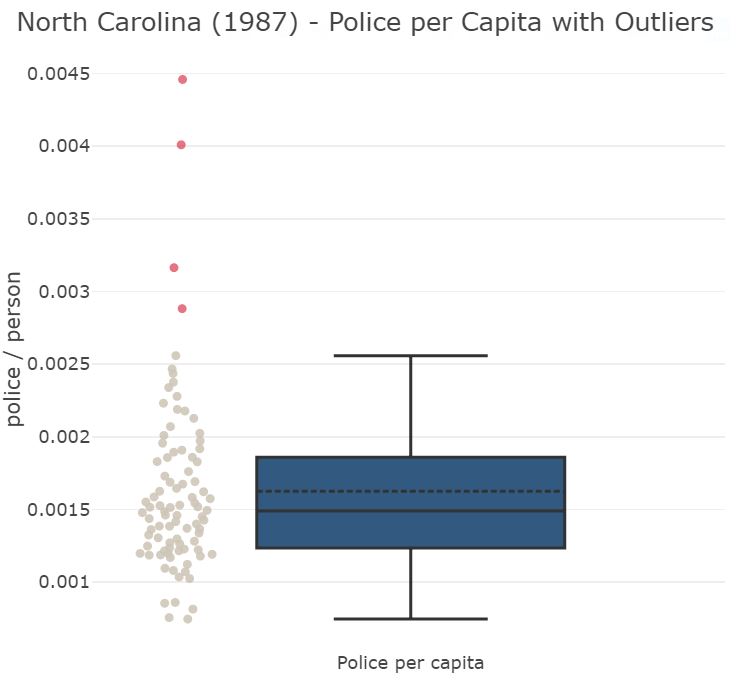 North Carolina (1987) - Police per Capita with Outliers
0.0045
0.004
0.0035
0.003
0.0025
0.002
0.0015
0.001
police / person
Police per capita